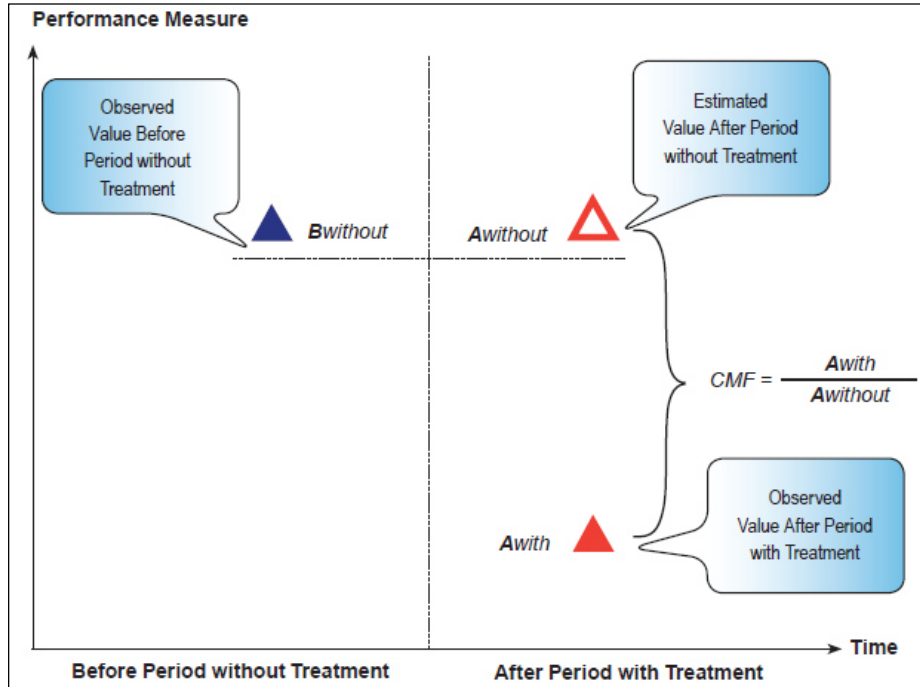 Performance Measure
Observed
Value Before
Period without
Treatment
Estimated
Value After Period
without Treatment
Bwithout
Awithout
CMF = Awith
Awithout
Awith
Observed
Value After Period
with Treatment
Time
Before Period without Treatment
After Period with Treatment